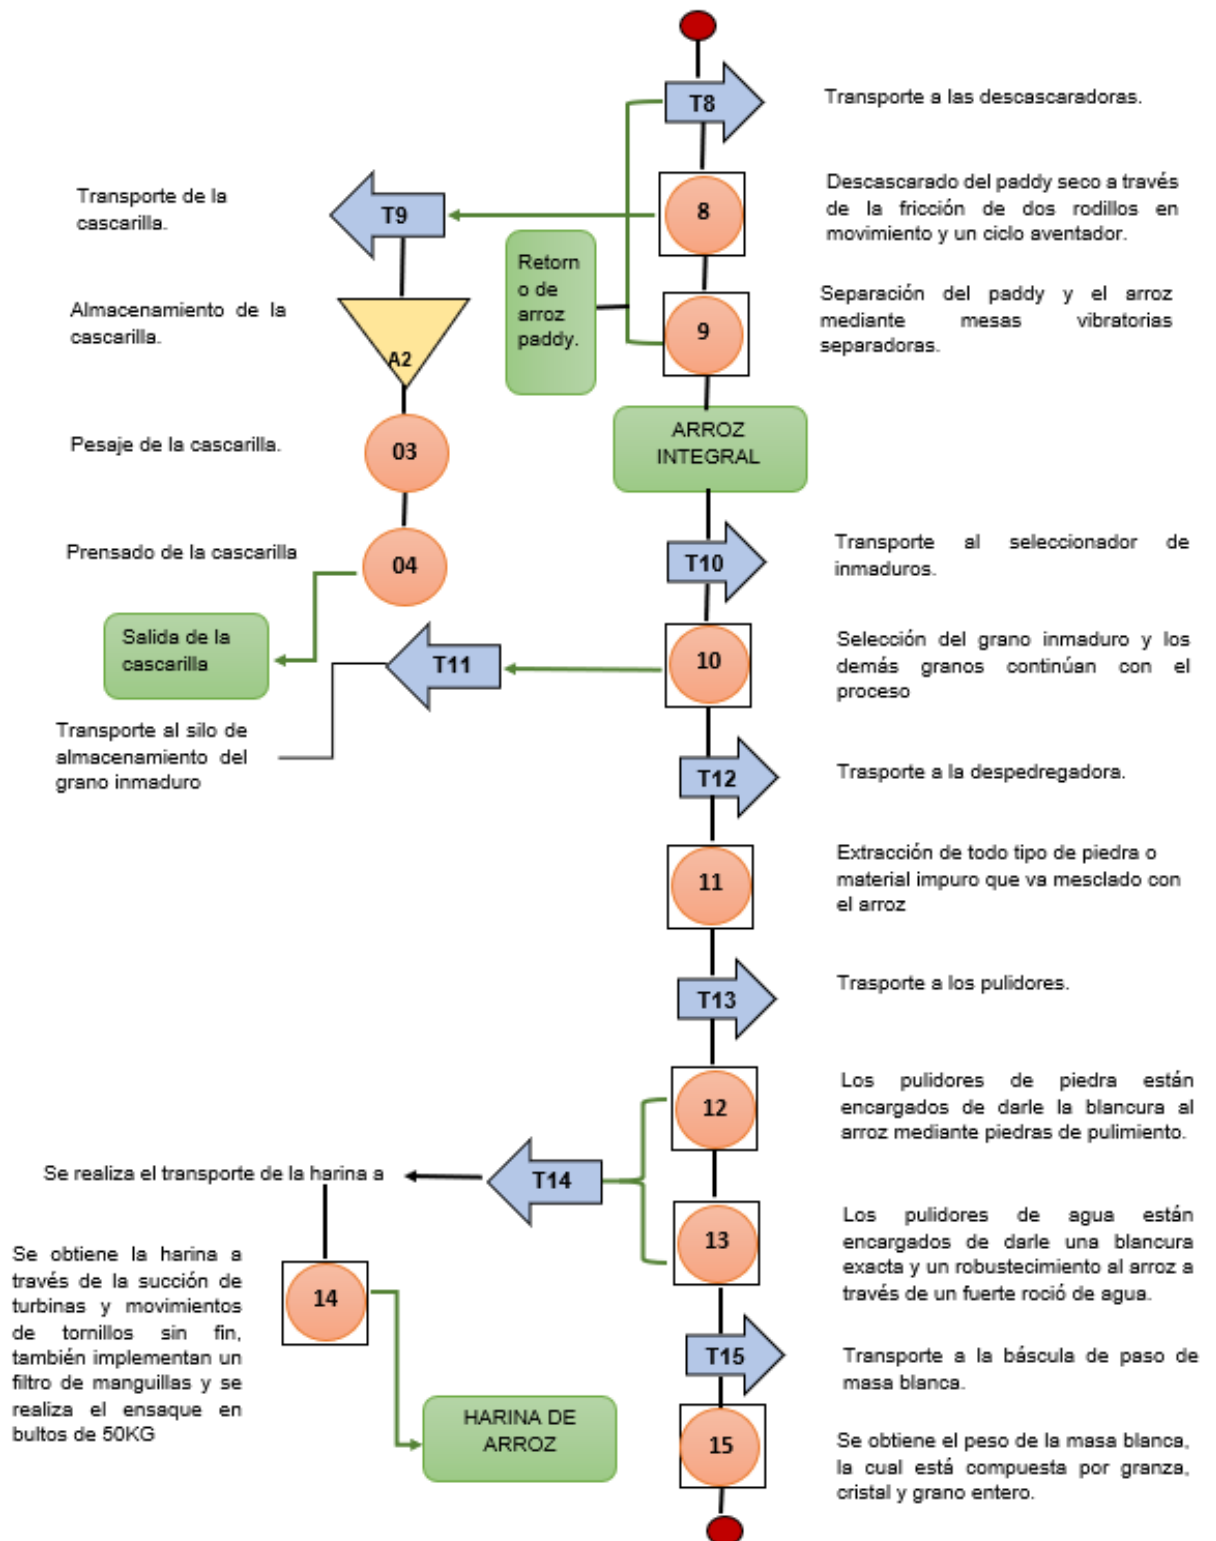 T8
Transporte a las descascaradoras.
Transporte de la
cascarilla.
T9
8
Descascarado del paddy seco a través
de la fricción de dos rodillos en
movimiento y un ciclo aventador.
Retorn
o de
arroz
paddy.
Almacenamiento de la
cascarilla.
A2
9
Separación del paddy y el arroz
mediante mesas vibratorias
separadoras.
ARROZ
INTEGRAL
Pesaje de la cascarilla.
03
Prensado de la cascarilla
04
T10
Transporte al seleccionador de
inmaduros.
Salida de la
cascarilla
T11
10
Selección del grano inmaduro y los
demás granos continúan con el
proceso
Transporte al silo de
almacenamiento del
grano inmaduro
T12
Trasporte a la despedregadora.
11
Extracción de todo tipo de piedra o
material impuro que va mesclado con
el arroz
T13
Trasporte a los pulidores.
12
Los pulidores de piedra están
encargados de darle la blancura al
arroz mediante piedras de pulimiento.
Se realiza el transporte de la harina a
T14
13
Los pulidores de agua están
encargados de darle una blancura
exacta y un robustecimiento al arroz a
través de un fuerte roció de agua.
Se obtiene la harina a
través de la succión de
turbinas y movimientos
de tornillos sin fin,
también implementan un
filtro de manguillas y se
realiza el ensaque en
bultos de 50KG
14
T15
Transporte a la báscula de paso de
masa blanca.
HARINA DE
ARROZ
15
Se obtiene el peso de la masa blanca,
la cual está compuesta por granza,
cristal y grano entero.